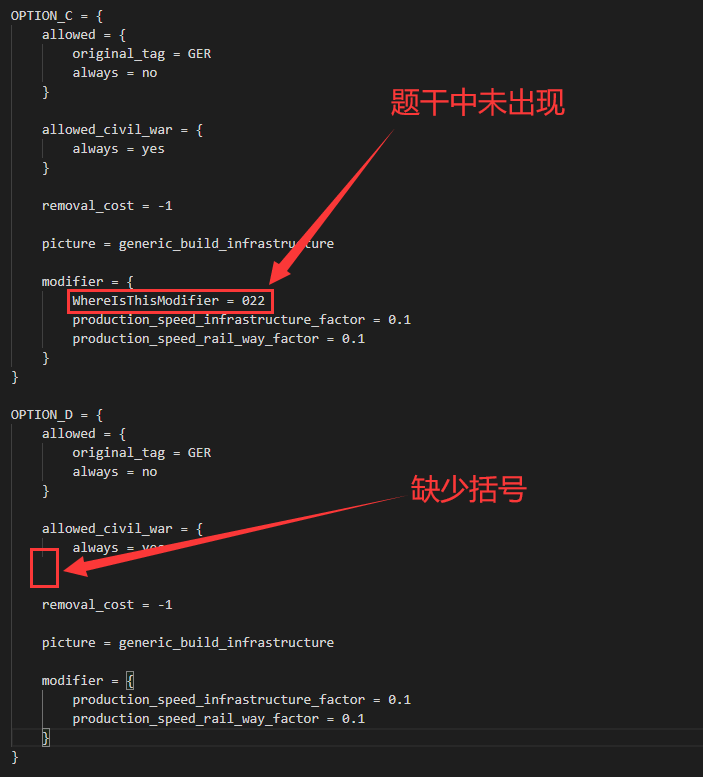 OPTION_C = {
allowed = {
original_tag = GER
always = no
}
题干中未出现
allowed_civil_war = {
always = yes
}
removal_cost = -1
picture = generic_build_infrastructure
modifier = {
WhereIsThisModifier = 022
production_speed_infrastructure_factor = 0.1
production_speed_rail_way_factor = 0.1
}
}
OPTION_D = {
allowed = {
original_tag = GER
always = no
}
缺少括号
allowed_civil_war = {
always = yes
removal_cost = -1
picture = generic_build_infrastructure
modifier = {
production_speed_infrastructure_factor = 0.1
production_speed_rail_way_factor = 0.1
}
}